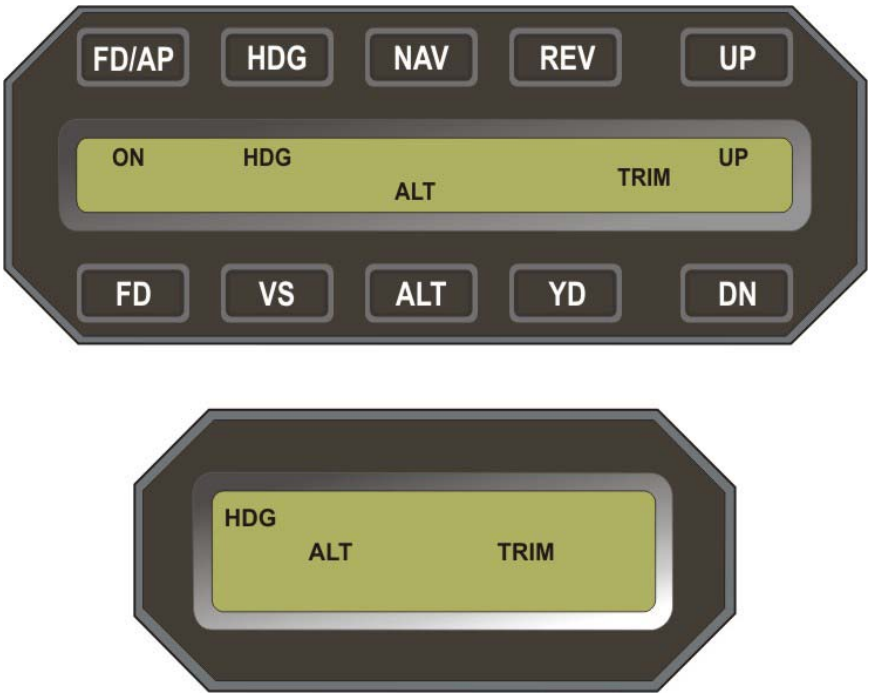 FD/AP HDG NAV REV UP
ON HDG UP
TRIM
ALT
FD VS ALT YD DN
HDG
ALT TRIM